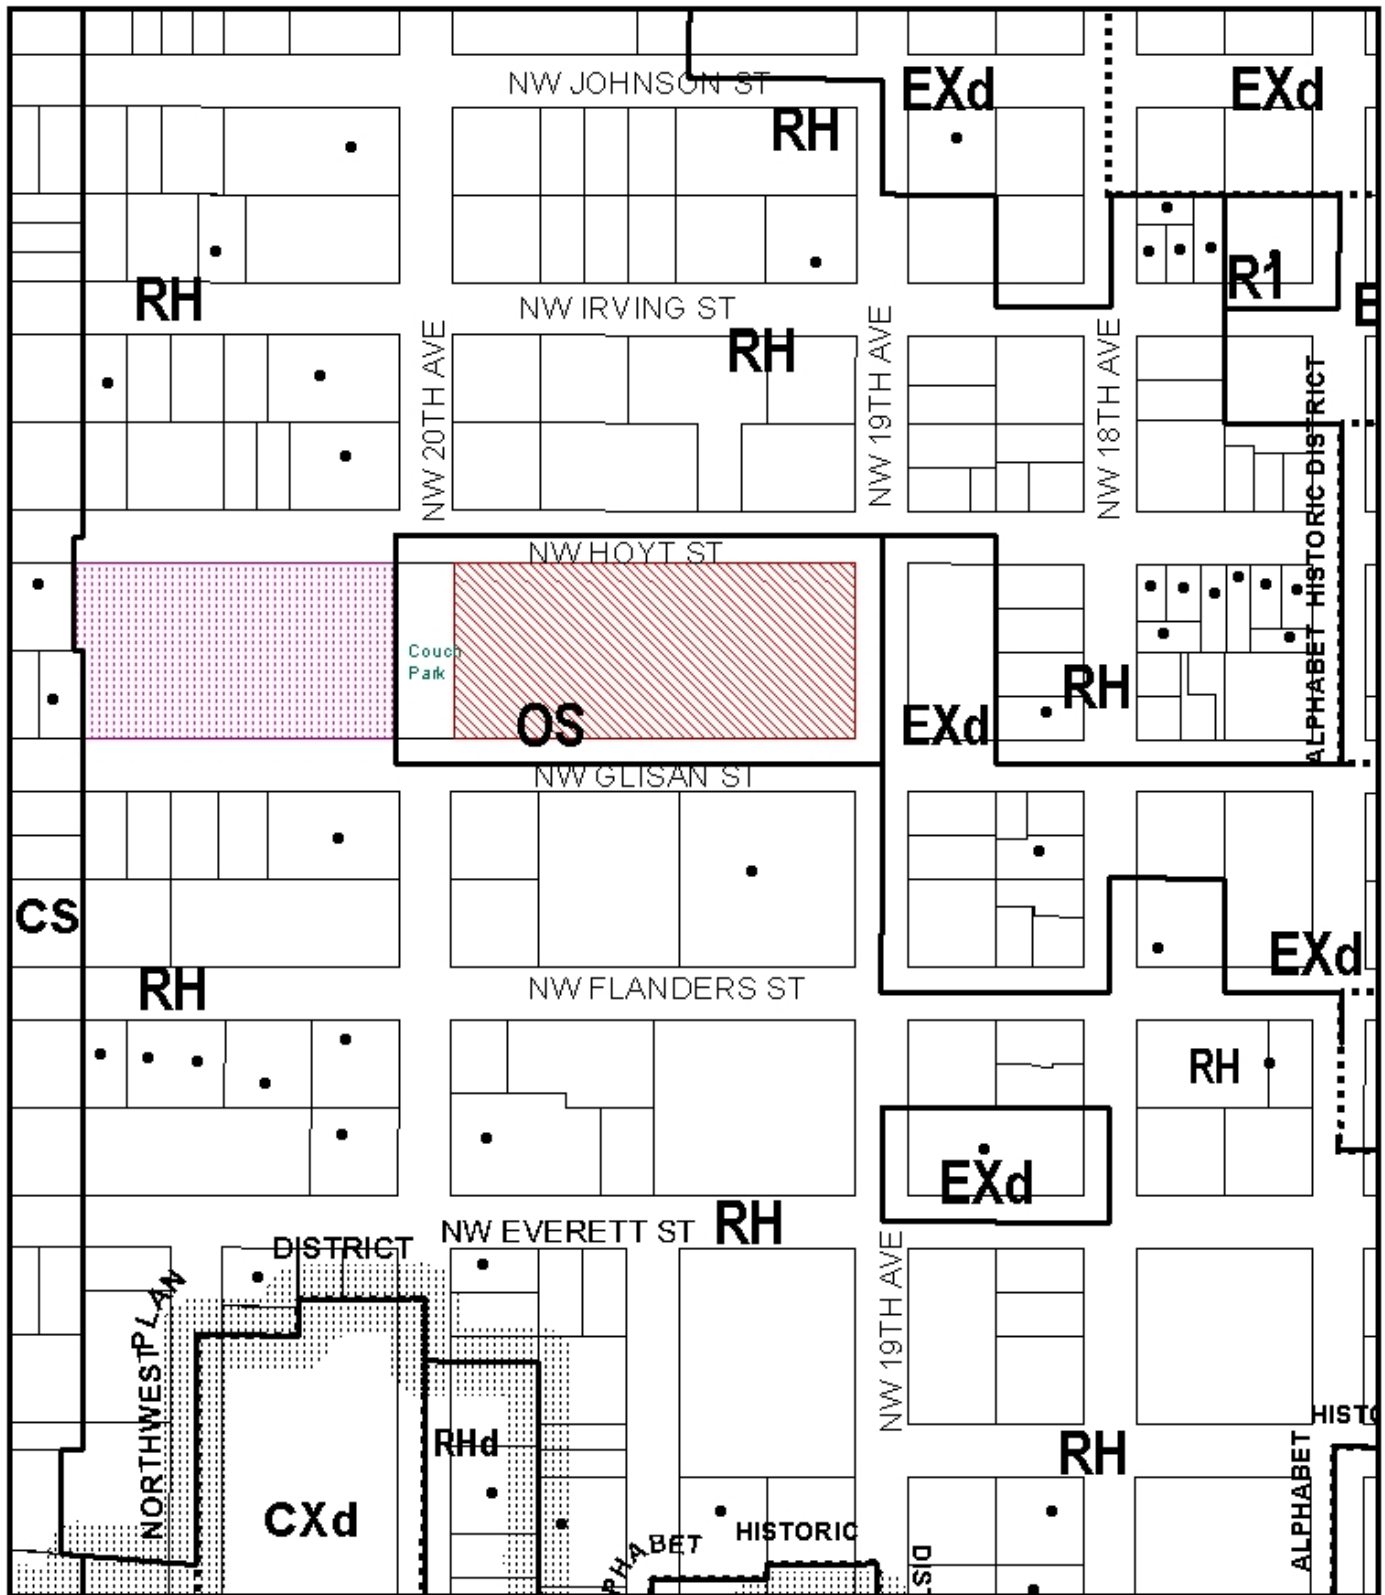 NW JOHNSON ST
EXd
EXd
RH
R1
RH
NW IRVING ST
E
RH
NW 20TH AVE
NW 19TH AVE
NW 18TH AVE
ALPHABET HISTORIC DISTRICT
NW HOYT ST
Couch
Park
OS
EXd
RH
NW GLISAN ST
CS
EXd
RH
NW FLANDERS ST
RH
EXd
NW EVERETT ST
RH
DISTRICT
NORTHWEST PLAN
NW 19TH AVE
RHd
RH
HISTO
ALPHABET
CXd
HISTORIC
PHABET
DIS